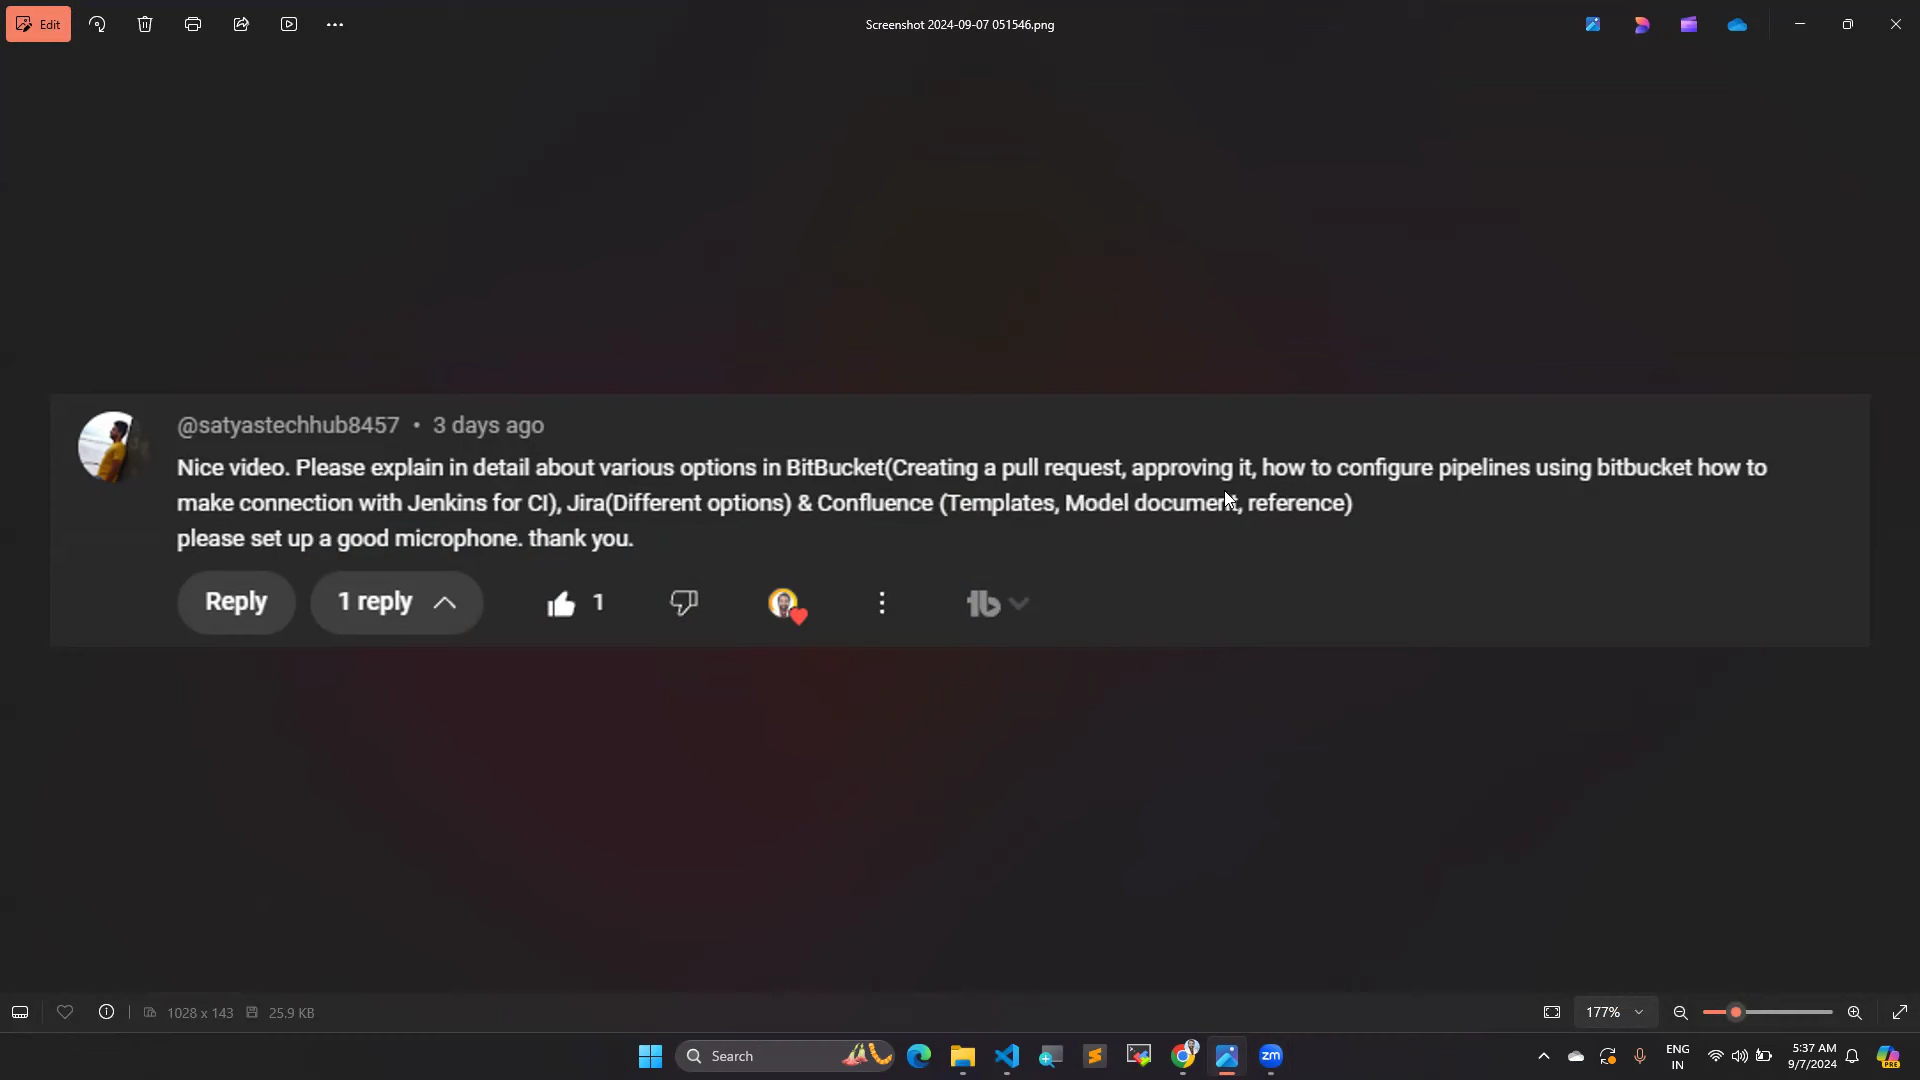 Edit
Screenshot 2024-09-07 051546.png
@satyastechhub8457 • 3 days ago
Nice video. Please explain in detail about various options in BitBucket(Creating a pull request, approving it, how to configure pipelines using bitbucket how to
make connection with Jenkins for CI), Jira(Different options) & Confluence (Templates, Model document, reference)
please set up a good microphone. thank you.
Reply 1 reply 1
1028 x 143 25.9 KB 177%
Search zm ENG 5:37 AM
IN 9/7/2024 PRE